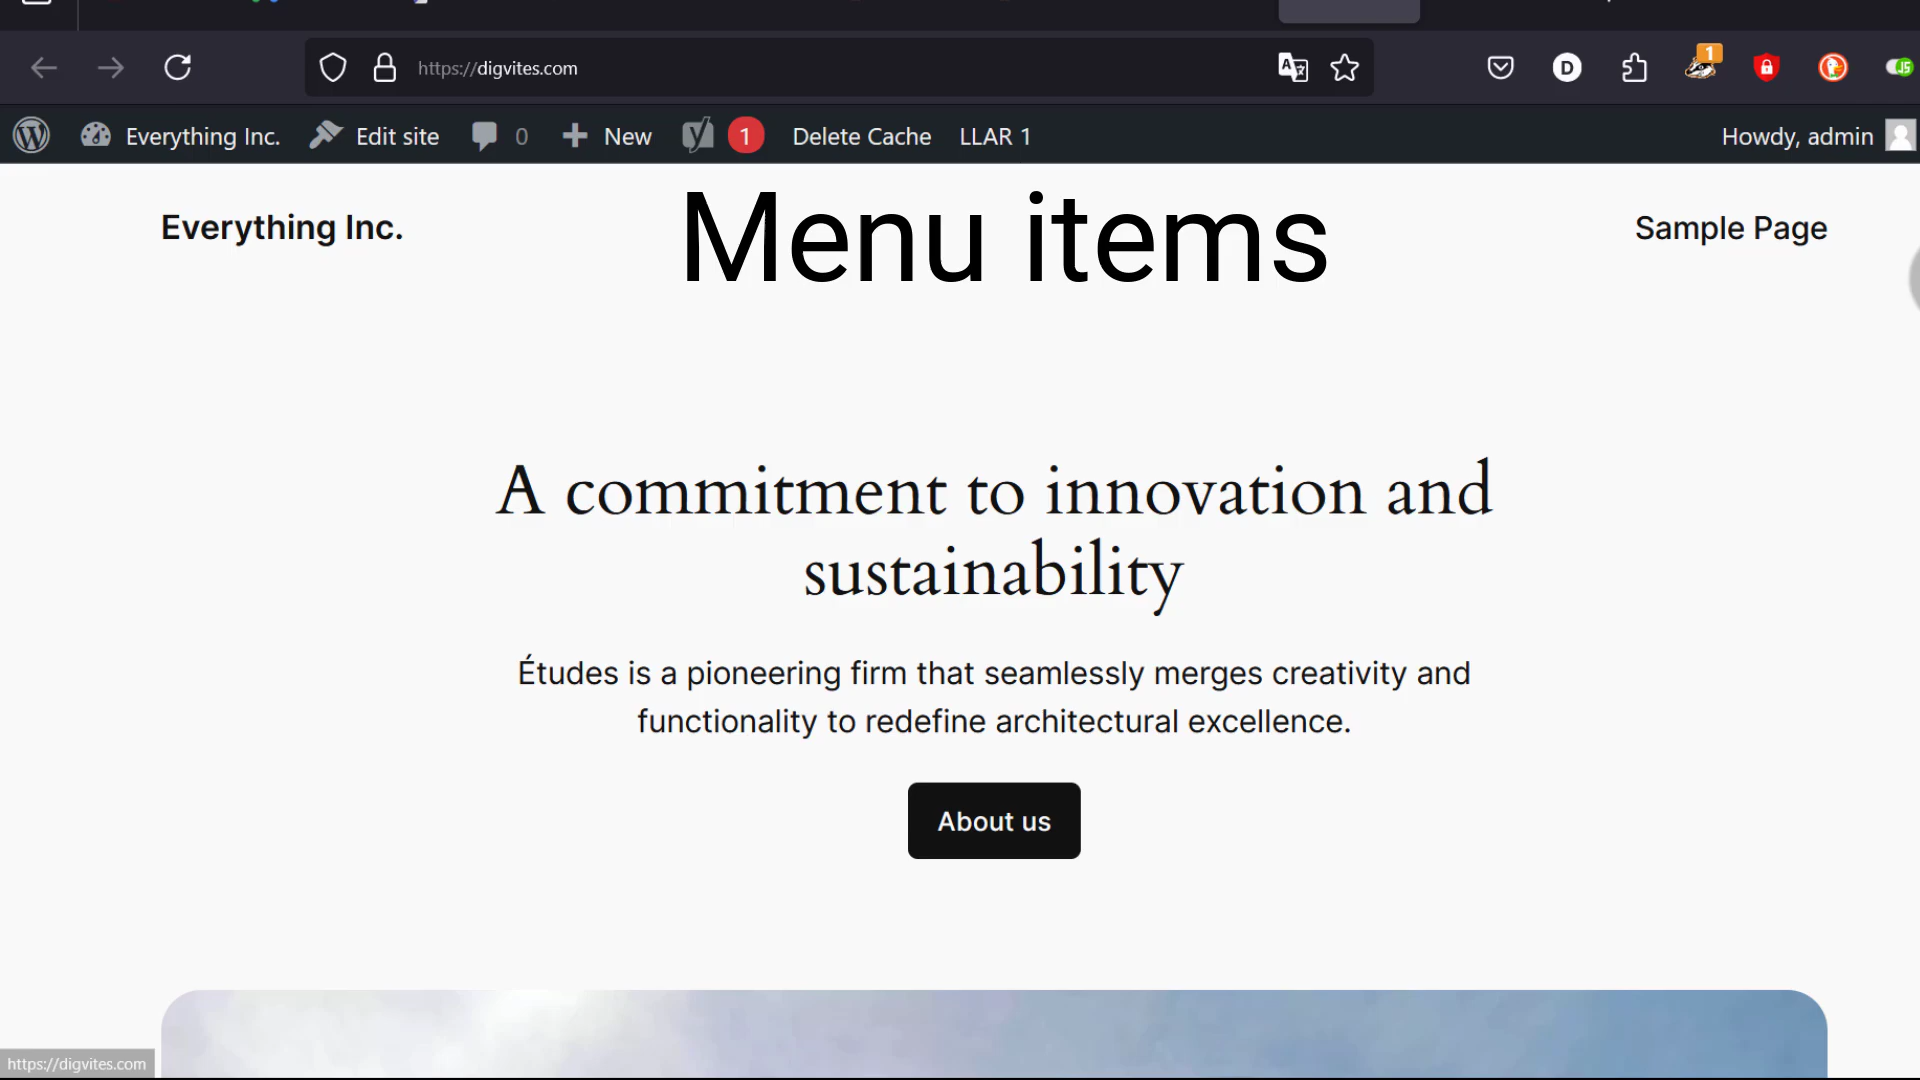 https://digvites.com
1
D
JS
Everything Inc.
Edit site
0
New
1
Delete Cache
LLAR 1
Howdy, admin
Everything Inc.
Menu items
Sample Page
A commitment to innovation and
sustainability
Études is a pioneering firm that seamlessly merges creativity and
functionality to redefine architectural excellence.
About us
https://digvites.com